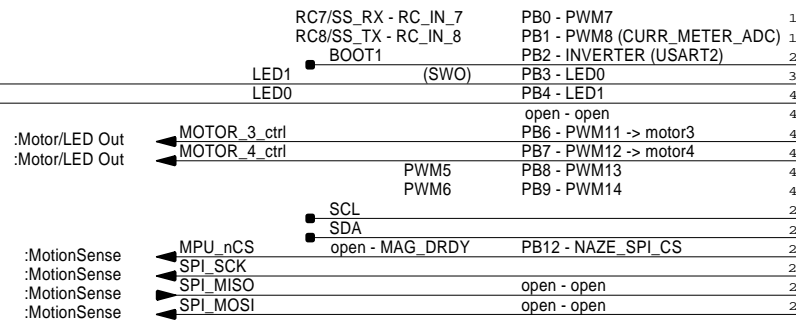 RC7/SS_RX - RC_IN_7 PB0 - PWM7 1
RC8/SS_TX - RC_IN_8 PB1 - PWM8 (CURR_METER_ADC) 1
BOOT1 PB2 - INVERTER (USART2) 2
LED1 (SWO) PB3 - LED0 3
LED0 PB4 - LED1 4
open - open 4
:Motor/LED Out MOTOR_3_ctrl PB6 - PWM11 -> motor3 4
:Motor/LED Out MOTOR_4_ctrl PB7 - PWM12 -> motor4 4
PWM5 PB8 - PWM13 4
PWM6 PB9 - PWM14 4
SCL 2
SDA 2
:MotionSense MPU_nCS open - MAG_DRDY PB12 - NAZE_SPI_CS 2
:MotionSense SPI_SCK 2
:MotionSense SPI_MISO open - open 2
:MotionSense SPI_MOSI open - open 2